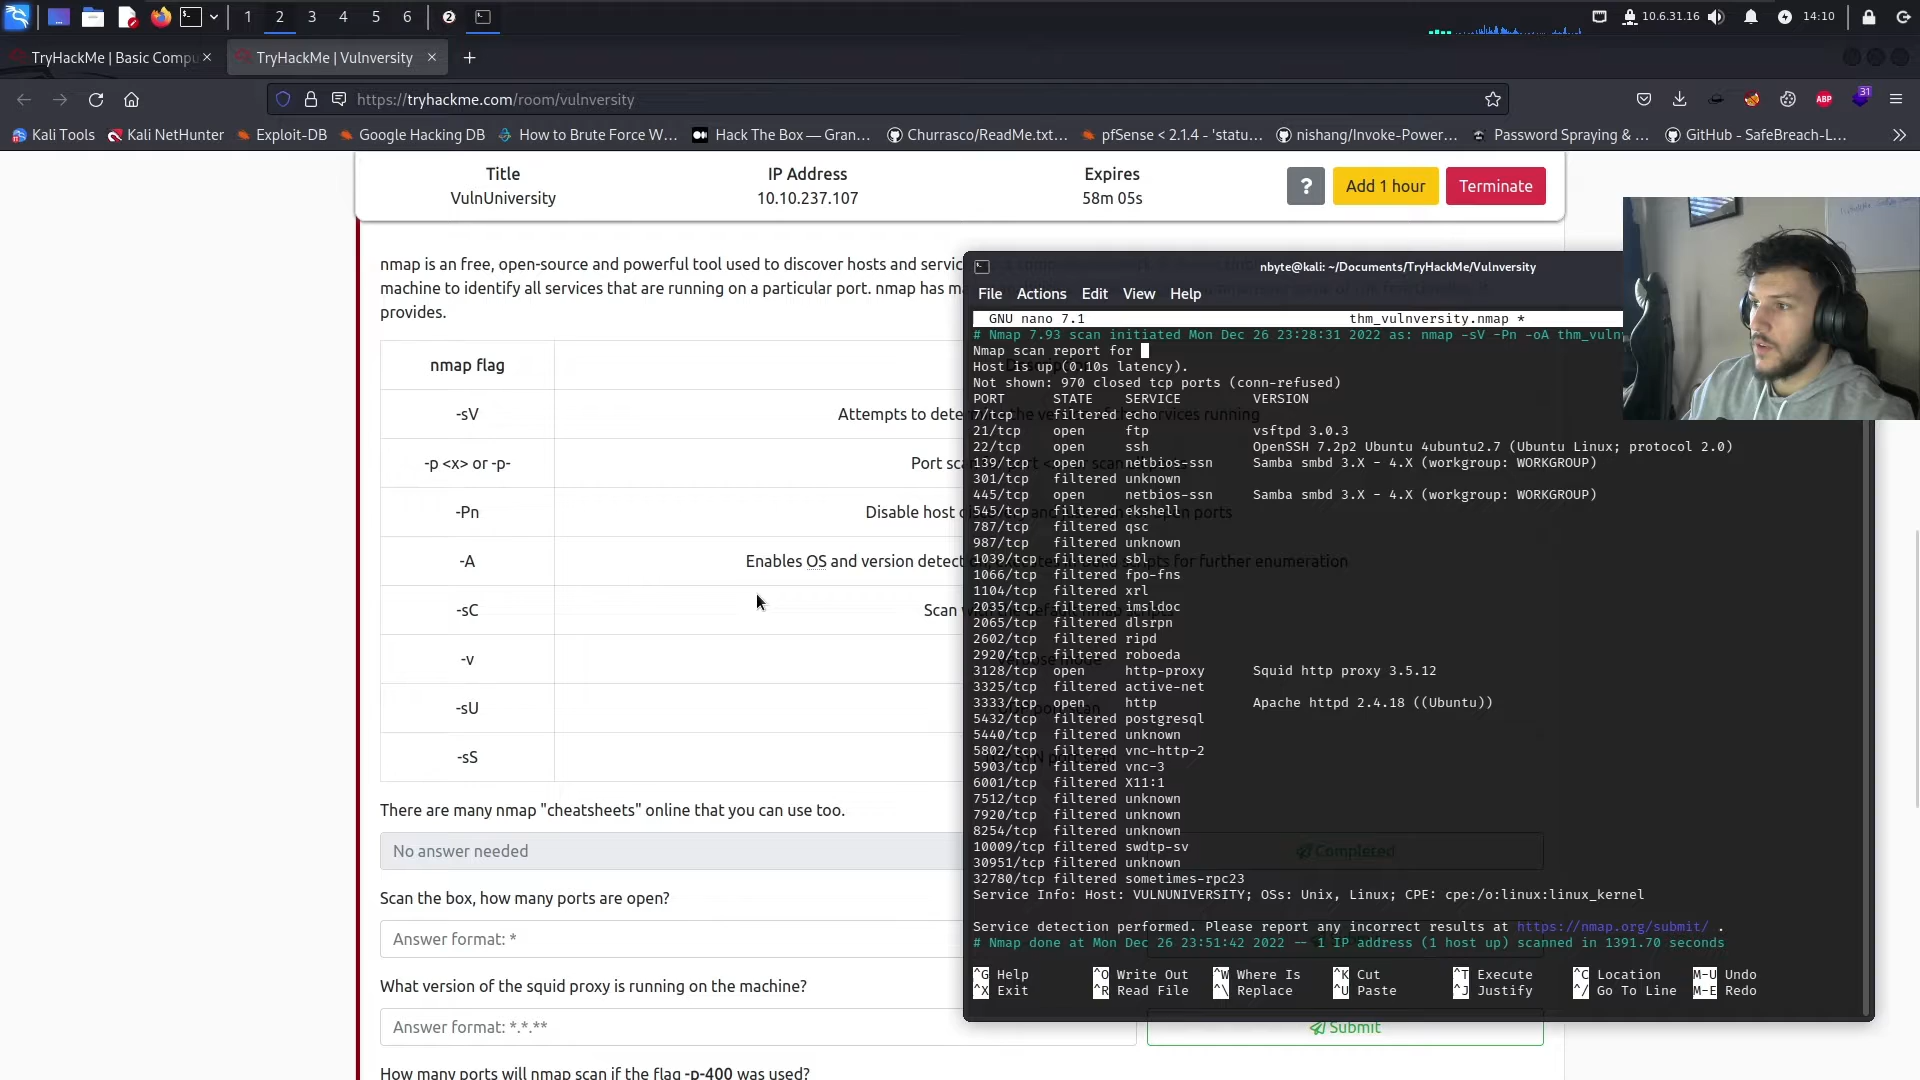 1 2 3 4 5 6
10.6.31.16
14:10
TryHackMe | Basic Compu
TryHackMe | Vulnversity
https://tryhackme.com/room/vulnversity
ABP
31
Kali Tools
Kali NetHunter
Exploit-DB
Google Hacking DB
How to Brute Force W...
Hack The Box — Gran...
Churrasco/ReadMe.txt...
pfSense < 2.1.4 - 'statu...
nishang/Invoke-Power...
Password Spraying & ...
GitHub - SafeBreach-L...
Title
IP Address
Expires
VulnUniversity
10.10.237.107
58m 05s
?
Add 1 hour
Terminate
nmap is an free, open-source and powerful tool used to discover hosts and servic
machine to identify all services that are running on a particular port. nmap has ma
provides.
nmap flag
-sV
Attempts to dete
-p <x> or -p-
Port sca
-Pn
Disable host
-A
Enables OS and version detect
-sC
Scan
-v
-sU
-sS
There are many nmap "cheatsheets" online that you can use too.
No answer needed
Completed
Scan the box, how many ports are open?
Answer format: *
What version of the squid proxy is running on the machine?
Answer format: *.*.**
Submit
How many ports will nmap scan if the flag -p-400 was used?
nbyte@kali: ~/Documents/TryHackMe/Vulnversity
File Actions Edit View Help
GNU nano 7.1 thm_vulnversity.nmap *
# Nmap 7.93 scan initiated Mon Dec 26 23:28:31 2022 as: nmap -sV -Pn -oA thm_vuln
Nmap scan report for
Host is up (0.10s latency).
Not shown: 970 closed tcp ports (conn-refused)
PORT STATE SERVICE VERSION
7/tcp filtered echo
21/tcp open ftp vsftpd 3.0.3
22/tcp open ssh OpenSSH 7.2p2 Ubuntu 4ubuntu2.7 (Ubuntu Linux; protocol 2.0)
139/tcp open netbios-ssn Samba smbd 3.X - 4.X (workgroup: WORKGROUP)
301/tcp filtered unknown
445/tcp open netbios-ssn Samba smbd 3.X - 4.X (workgroup: WORKGROUP)
545/tcp filtered ekshell
787/tcp filtered qsc
987/tcp filtered unknown
1039/tcp filtered sbl
1066/tcp filtered fpo-fns
1104/tcp filtered xrl
2035/tcp filtered imsldoc
2065/tcp filtered dlsrpn
2602/tcp filtered ripd
2920/tcp filtered roboeda
3128/tcp open http-proxy Squid http proxy 3.5.12
3325/tcp filtered active-net
3333/tcp open http Apache httpd 2.4.18 ((Ubuntu))
5432/tcp filtered postgresql
5440/tcp filtered unknown
5802/tcp filtered vnc-http-2
5903/tcp filtered vnc-3
6001/tcp filtered X11:1
7512/tcp filtered unknown
7920/tcp filtered unknown
8254/tcp filtered unknown
10009/tcp filtered swdtp-sv
30951/tcp filtered unknown
32780/tcp filtered sometimes-rpc23
Service Info: Host: VULNUNIVERSITY; OSs: Unix, Linux; CPE: cpe:/o:linux:linux_kernel
Service detection performed. Please report any incorrect results at https://nmap.org/submit/ .
# Nmap done at Mon Dec 26 23:51:42 2022 -- 1 IP address (1 host up) scanned in 1391.70 seconds
^G Help ^O Write Out ^W Where Is ^K Cut ^T Execute ^C Location M-U Undo
^X Exit ^R Read File ^\ Replace ^U Paste ^J Justify ^/ Go To Line M-E Redo